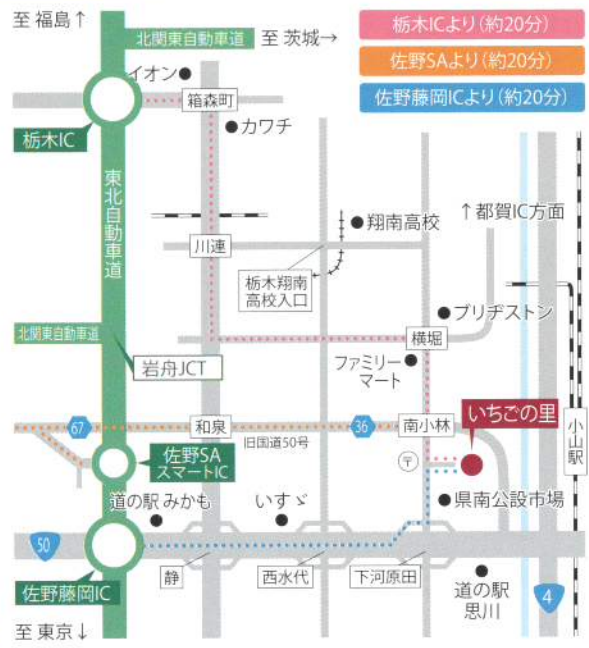 至 福島↑
北関東自動車道
至 茨城→
栃木ICより（約20分）
佐野SAより（約20分）
佐野藤岡ICより（約20分）
イオン
箱森町
カワチ
栃木IC
東北自動車道
翔南高校
↑都賀IC方面
川連
栃木翔南
高校入口
ブリヂストン
北関東自動車道
横堀
岩舟JCT
ファミリー
マート
いちごの里
67
和泉
36
南小林
旧国道50号
小山駅
佐野SA
スマートIC
〒
道の駅 みかも
いすゞ
県南公設市場
50
静
西水代
下河原田
佐野藤岡IC
道の駅
思川
4
至 東京↓